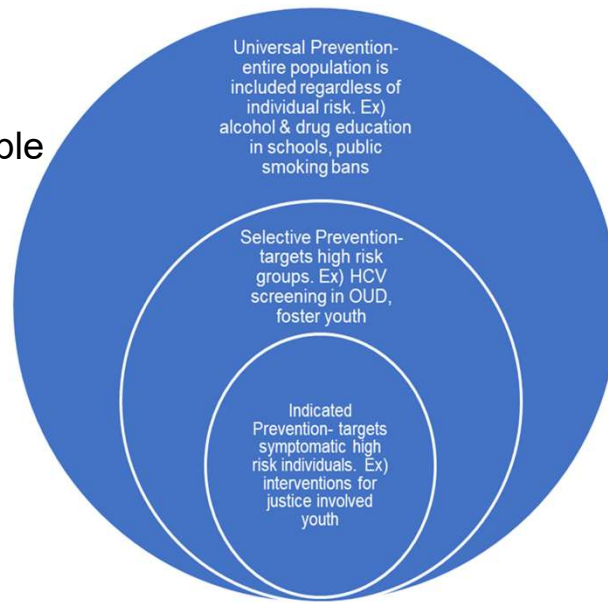 Universal Prevention-
entire population is
included regardless of
individual risk. Ex)
alcohol & drug education
in schools, public
smoking bans
Selective Prevention-
targets high risk
groups. Ex) HCV
screening in OUD,
foster youth
Indicated
Prevention- targets
symptomatic high
risk individuals. Ex)
interventions for
justice involved
youth